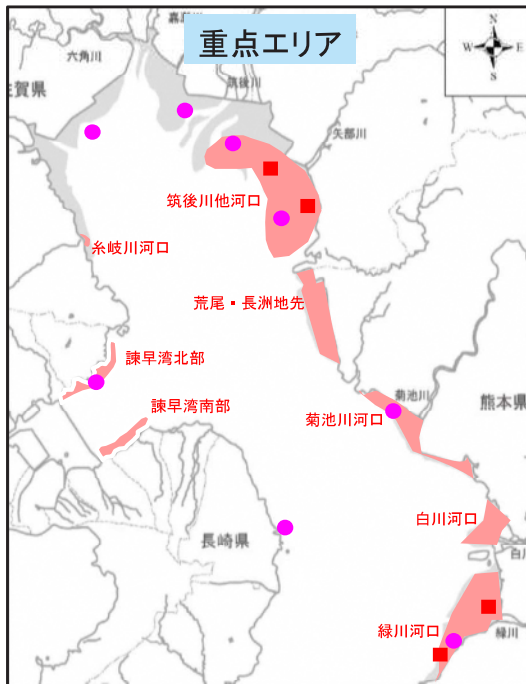 嘉瀬川
重点エリア
N
W E
S
六角川
佐賀県
筑後川
矢部川
筑後川他河口
糸岐川河口
荒尾・長洲地先
諫早湾北部
菊池川
諫早湾南部
菊池川河口
熊本県
白川河口
長崎県
白川
緑川河口
緑川